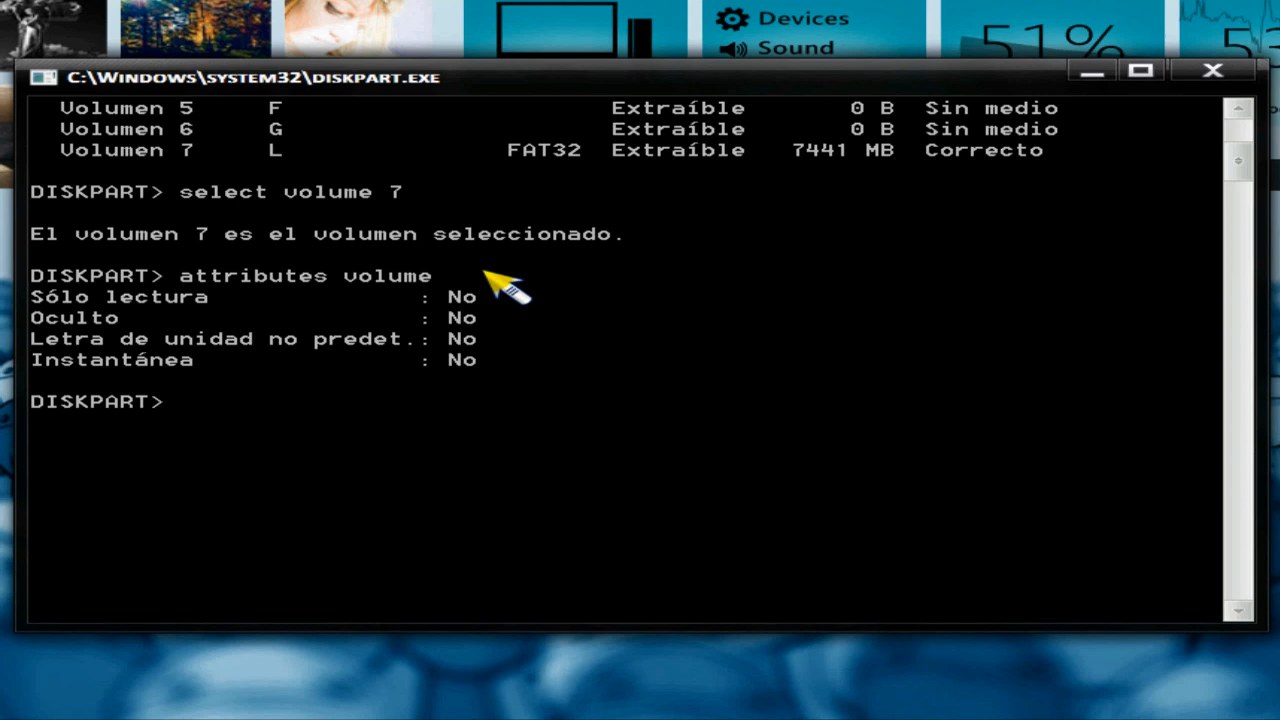 Devices
Sound
51%
C:\Windows\system32\diskpart.exe
Volumen 5     F                       Extraíble       0 B  Sin medio
Volumen 6     G                       Extraíble       0 B  Sin medio
Volumen 7     L                FAT32  Extraíble   7441 MB  Correcto
DISKPART> select volume 7
El volumen 7 es el volumen seleccionado.
DISKPART> attributes volume
Sólo lectura              : No
Oculto                    : No
Letra de unidad no predet.: No
Instantánea               : No
DISKPART>